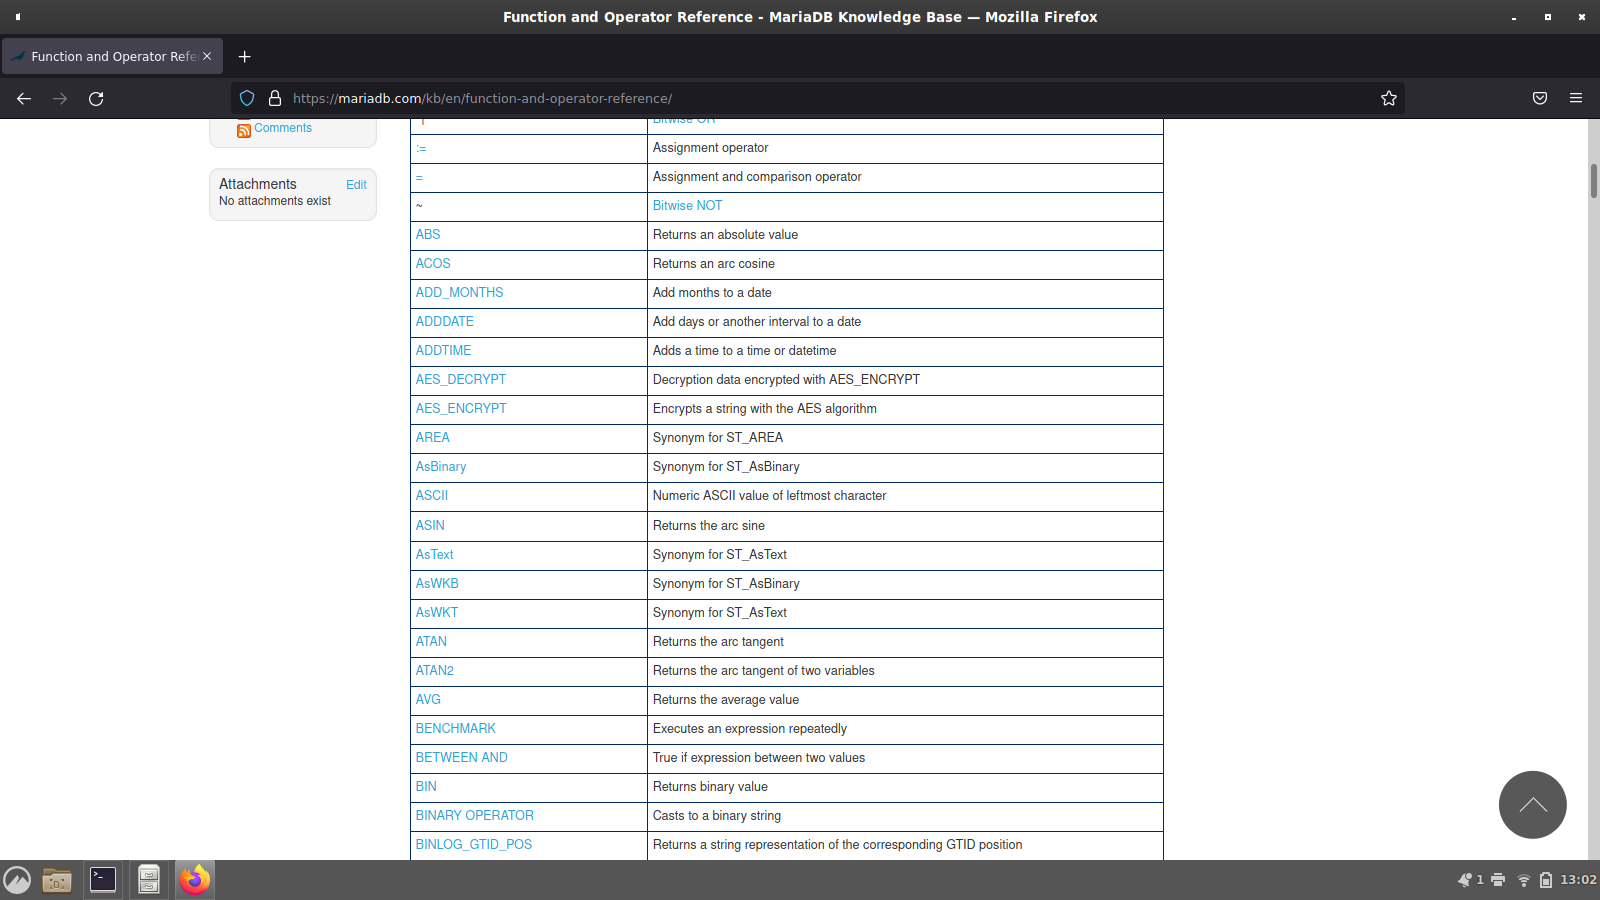 Function and Operator Reference - MariaDB Knowledge Base — Mozilla Firefox
Function and Operator Refe
https://mariadb.com/kb/en/function-and-operator-reference/
Comments
Attachments Edit
No attachments exist
| Bitwise OR
:= Assignment operator
= Assignment and comparison operator
~ Bitwise NOT
ABS Returns an absolute value
ACOS Returns an arc cosine
ADD_MONTHS Add months to a date
ADDDATE Add days or another interval to a date
ADDTIME Adds a time to a time or datetime
AES_DECRYPT Decryption data encrypted with AES_ENCRYPT
AES_ENCRYPT Encrypts a string with the AES algorithm
AREA Synonym for ST_AREA
AsBinary Synonym for ST_AsBinary
ASCII Numeric ASCII value of leftmost character
ASIN Returns the arc sine
AsText Synonym for ST_AsText
AsWKB Synonym for ST_AsBinary
AsWKT Synonym for ST_AsText
ATAN Returns the arc tangent
ATAN2 Returns the arc tangent of two variables
AVG Returns the average value
BENCHMARK Executes an expression repeatedly
BETWEEN AND True if expression between two values
BIN Returns binary value
BINARY OPERATOR Casts to a binary string
BINLOG_GTID_POS Returns a string representation of the corresponding GTID position
1 13:02